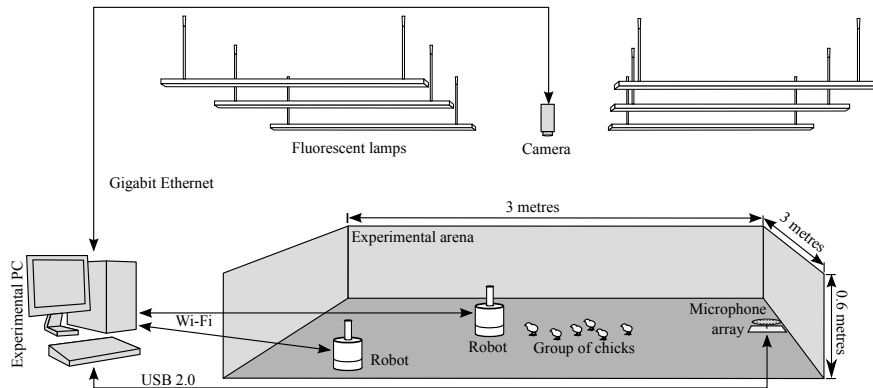 Fluorescent lamps
Camera
Gigabit Ethernet
3 metres
3 metres
Experimental arena
Experimental PC
0.6 metres
Microphone
array
Wi-Fi
Robot
Group of chicks
Robot
USB 2.0